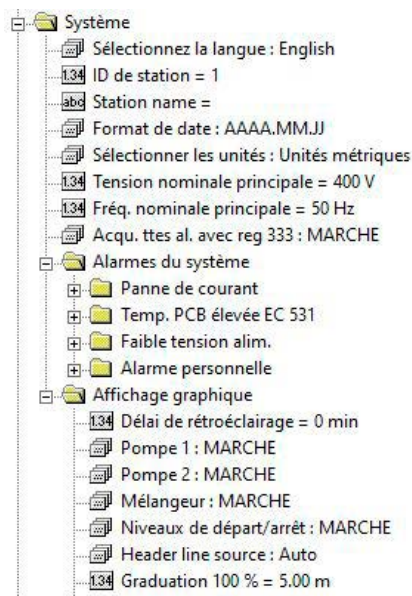 Système
Sélectionnez la langue : English
1.34 ID de station = 1
abc Station name =
Format de date : AAAA.MM.JJ
Sélectionner les unités : Unités métriques
1.34 Tension nominale principale = 400 V
1.34 Fréq. nominale principale = 50 Hz
Acqu. ttes al. avec reg 333 : MARCHE
Alarmes du système
Panne de courant
Temp. PCB élevée EC 531
Faible tension alim.
Alarme personnelle
Affichage graphique
1.34 Délai de rétroéclairage = 0 min
Pompe 1 : MARCHE
Pompe 2 : MARCHE
Mélangeur : MARCHE
Niveaux de départ/arrêt : MARCHE
Header line source : Auto
1.34 Graduation 100 % = 5.00 m